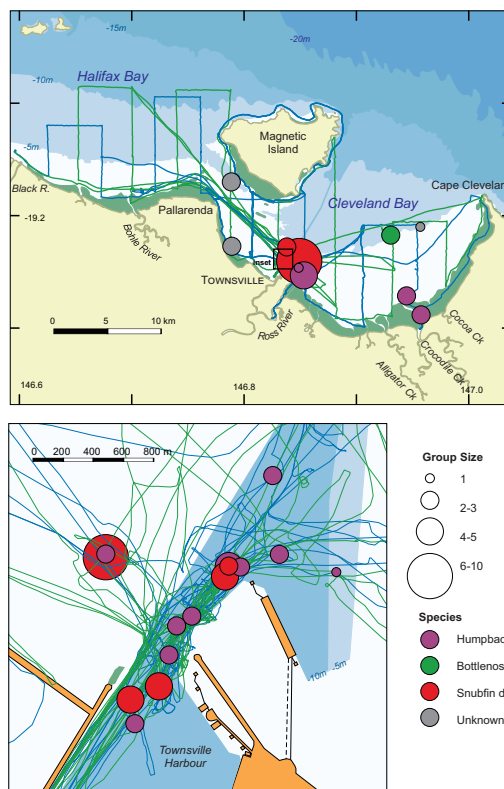 -15m
-20m
Halifax Bay
-10m
Magnetic
Island
-5m
Cape Clevelan
Black R.
Cleveland Bay
Pallarenda
-19.2
Bohle River
Inset
TOWNSVILLE
Ross River
0 5 10 km
Cocoa Ck
Crocodile Ck
Alligator Ck
146.6
146.8
147.0
0 200 400 600 800 m
-10m -5m
Townsville
Harbour
Group Size
1
2-3
4-5
6-10
Species
Humpbac
Bottlenos
Snubfin d
Unknown